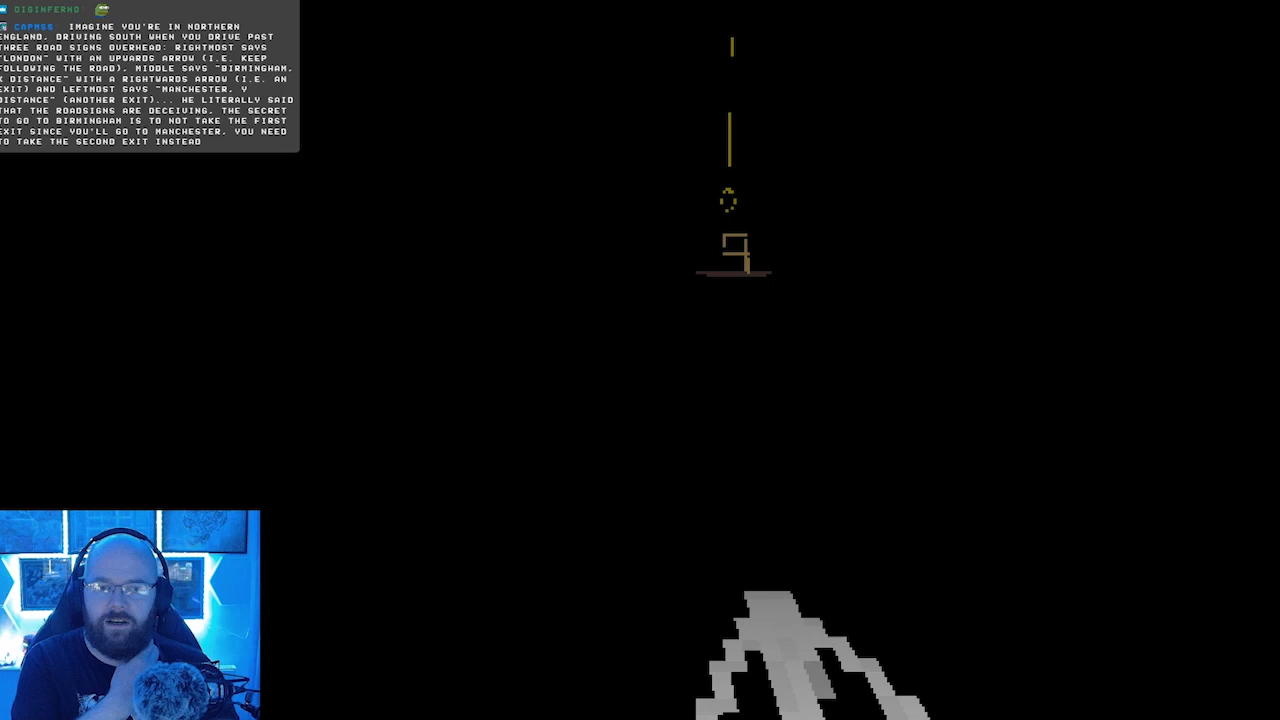 DIGINFERNO:
CAPMSS: IMAGINE YOU'RE IN NORTHERN
ENGLAND, DRIVING SOUTH WHEN YOU DRIVE PAST
THREE ROAD SIGNS OVERHEAD: RIGHTMOST SAYS
"LONDON" WITH AN UPWARDS ARROW (I.E. KEEP
FOLLOWING THE ROAD), MIDDLE SAYS "BIRMINGHAM,
X DISTANCE" WITH A RIGHTWARDS ARROW (I.E. AN
EXIT) AND LEFTMOST SAYS "MANCHESTER, Y
DISTANCE" (ANOTHER EXIT)... HE LITERALLY SAID
THAT THE ROADSIGNS ARE DECEIVING. THE SECRET
TO GO TO BIRMINGHAM IS TO NOT TAKE THE FIRST
EXIT SINCE YOU'LL GO TO MANCHESTER, YOU NEED
TO TAKE THE SECOND EXIT INSTEAD